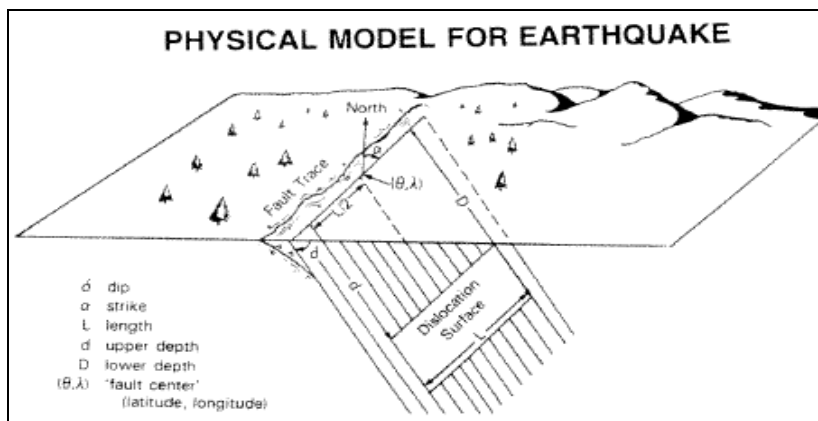 PHYSICAL MODEL FOR EARTHQUAKE
North
α
Fault Trace
(θ,λ)
L/2
D
d
d
Dislocation
Surface
L
δ dip
α strike
L length
d upper depth
D lower depth
(θ,λ) 'fault center'
(latitude, longitude)